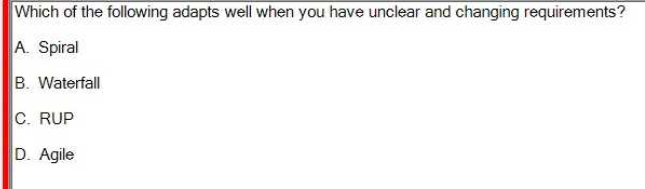 Which of the following adapts well when you have unclear and changing requirements?
A. Spiral
B. Waterfall
C. RUP
D. Agile